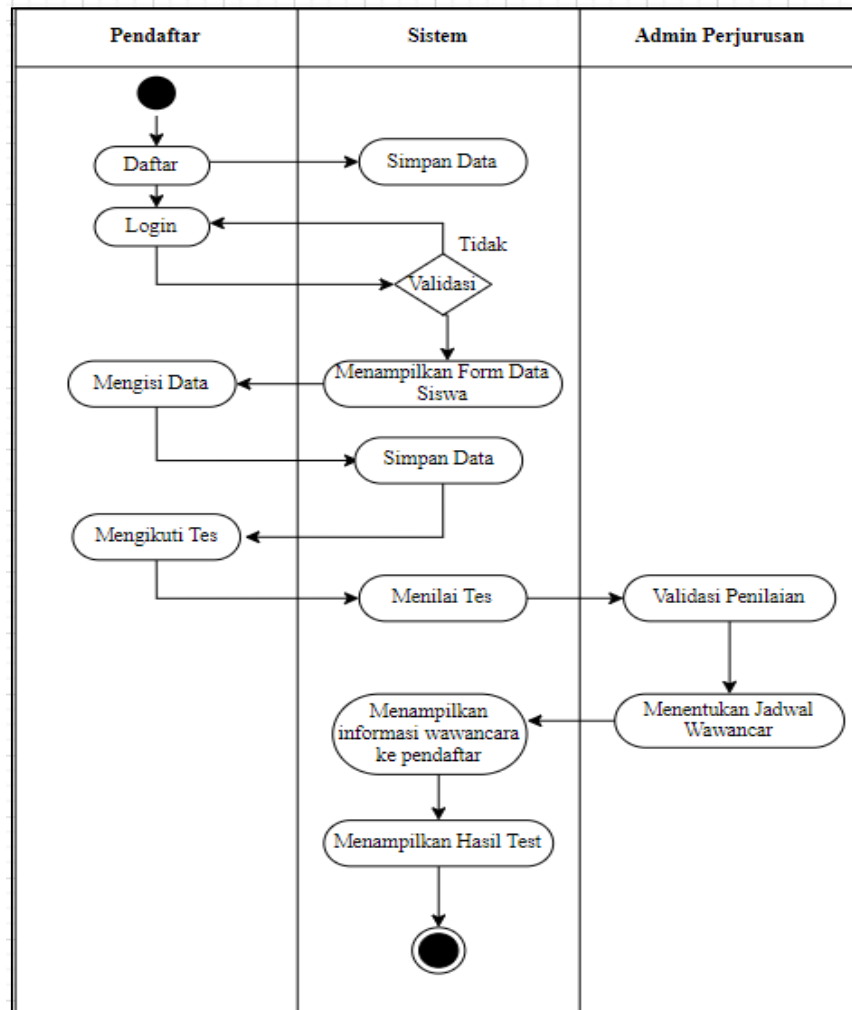 Pendaftar
Sistem
Admin Perjurusan
Daftar
Simpan Data
Login
Tidak
Validasi
Menampilkan Form Data
Siswa
Mengisi Data
Simpan Data
Mengikuti Tes
Menilai Tes
Validasi Penilaian
Menentukan Jadwal
Wawancar
Menampilkan
informasi wawancara
ke pendaftar
Menampilkan Hasil Test